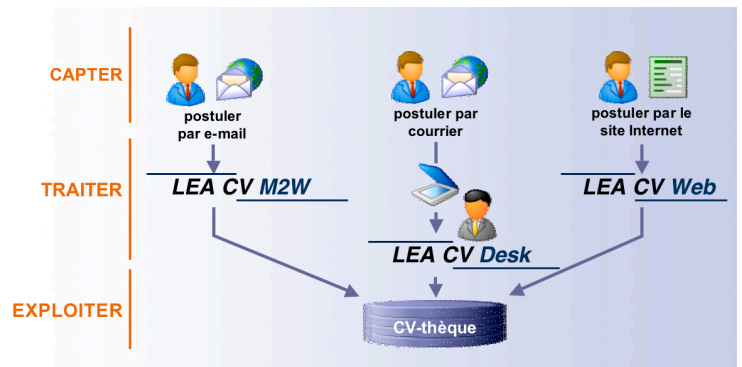 CAPTER
postuler
par e-mail
postuler par
courrier
postuler par le
site Internet
TRAITER
LEA CV M2W
LEA CV Web
LEA CV Desk
EXPLOITER
CV-thèque